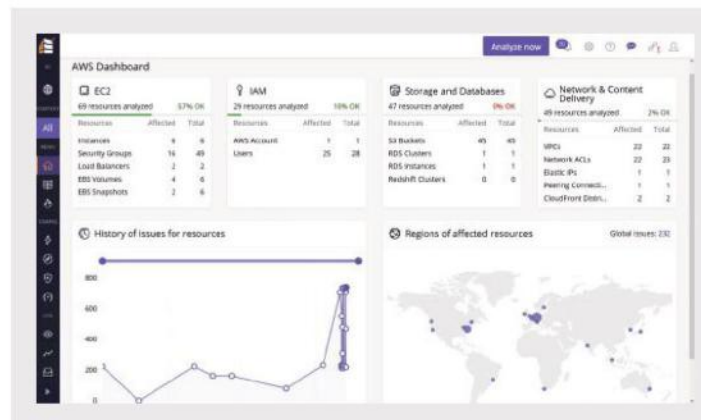 Analyze now
AWS Dashboard
EC2
69 resources analyzed 57% OK
Resources Affected Total
Instances 6 6
Security Groups 16 49
Load Balancers 2 2
EBS Volumes 4 6
EBS Snapshots 2 6
IAM
29 resources analyzed 10% OK
Resources Affected Total
AWS Account 1 1
Users 25 28
Storage and Databases
47 resources analyzed 0% OK
Resources Affected Total
S3 Buckets 45 45
RDS Clusters 1 1
RDS Instances 1 1
Redshift Clusters 0 0
Network & Content
Delivery
49 resources analyzed 2% OK
Resources Affected Total
VPCs 22 22
Network ACLs 22 23
Elastic IPs 1 1
Peering Connecti... 1 1
CloudFront Distri... 2 2
All
History of issues for resources
800
600
400
200
0
Regions of affected resources Global issues: 232